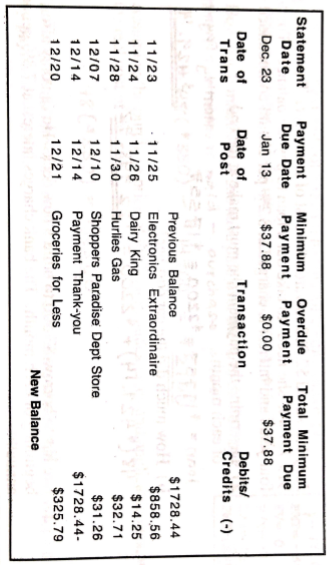 Statement Payment Minimum Overdue Total Minimum
Date Due Date Payment Payment Payment Due
Dec. 23 Jan 13 $37.88 $0.00 $37.88
Date of Date of Transaction Debits/
Trans Post Credits (-)
Previous Balance $1728.44
11/23 11/25 Electronics Extraordinaire $858.56
11/24 11/26 Dairy King $14.25
11/28 11/30 Hurlies Gas $32.71
12/07 12/10 Shoppers Paradise Dept Store $31.26
12/14 12/14 Payment Thank-you $1728.44-
12/20 12/21 Groceries for Less $325.79
New Balance